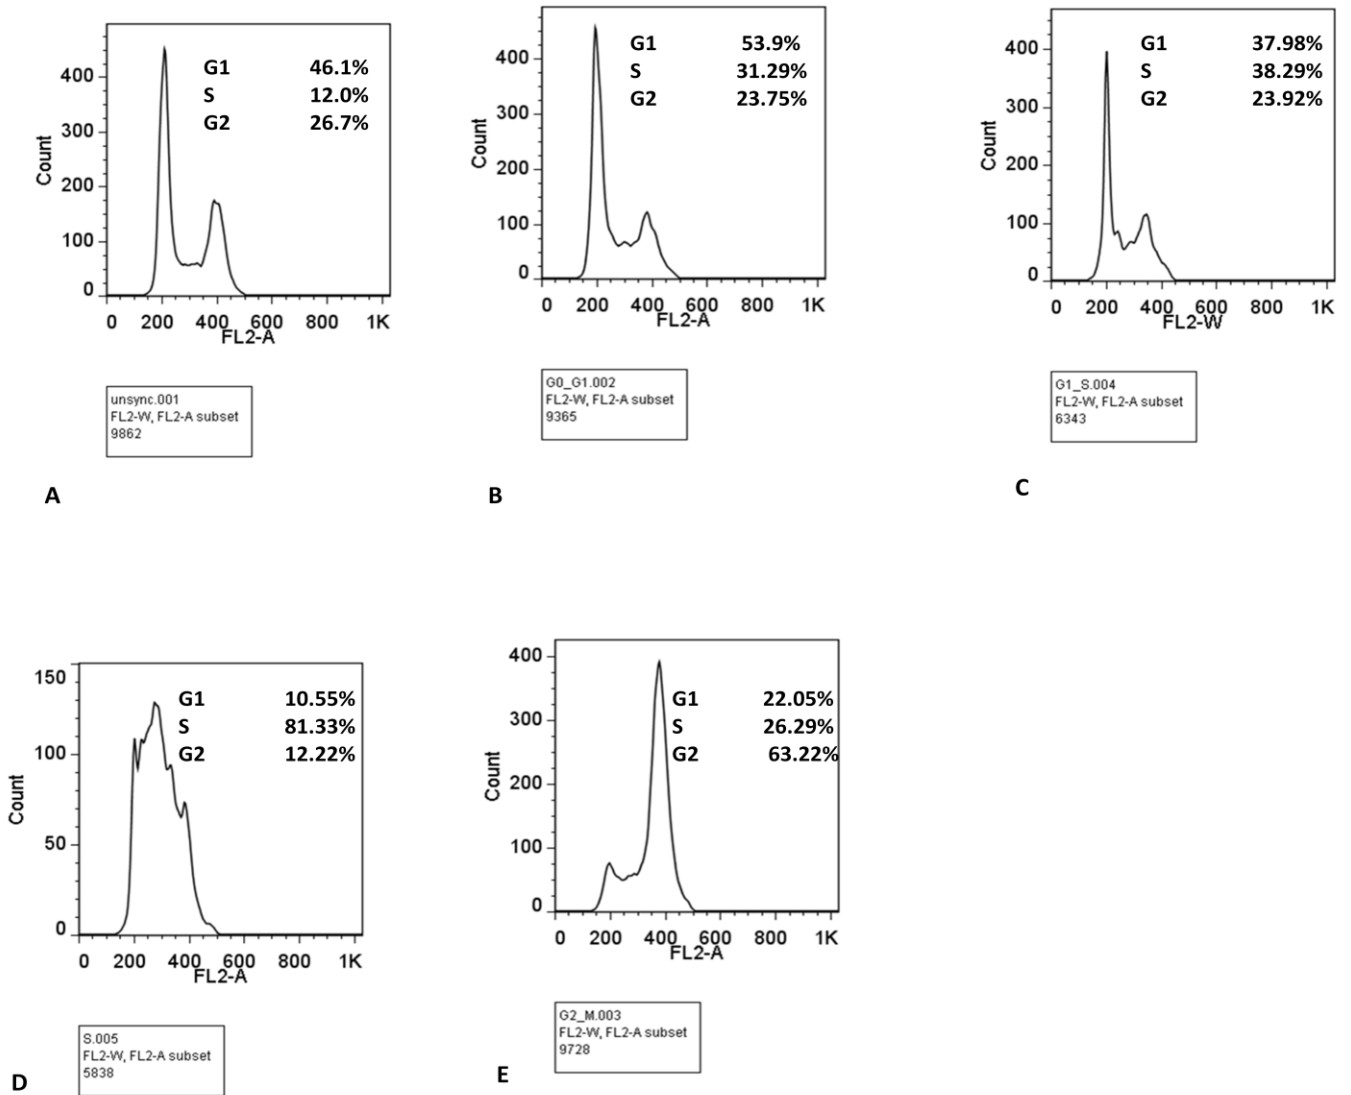 G1 46.1%
S 12.0%
G2 26.7%
400
300
200
100
0
Count
0 200 400 600 800 1K
FL2-A
unsync.001
FL2-W, FL2-A subset
9862
A
G1 53.9%
S 31.29%
G2 23.75%
400
300
200
100
0
Count
0 200 400 600 800 1K
FL2-A
G0_G1.002
FL2-W, FL2-A subset
9365
B
G1 37.98%
S 38.29%
G2 23.92%
400
300
200
100
0
Count
0 200 400 600 800 1K
FL2-W
G1_S.004
FL2-W, FL2-A subset
6343
C
G1 10.55%
S 81.33%
G2 12.22%
150
100
50
0
Count
0 200 400 600 800 1K
FL2-A
S.005
FL2-W, FL2-A subset
5838
D
G1 22.05%
S 26.29%
G2 63.22%
400
300
200
100
0
Count
0 200 400 600 800 1K
FL2-A
G2_M.003
FL2-W, FL2-A subset
9728
E